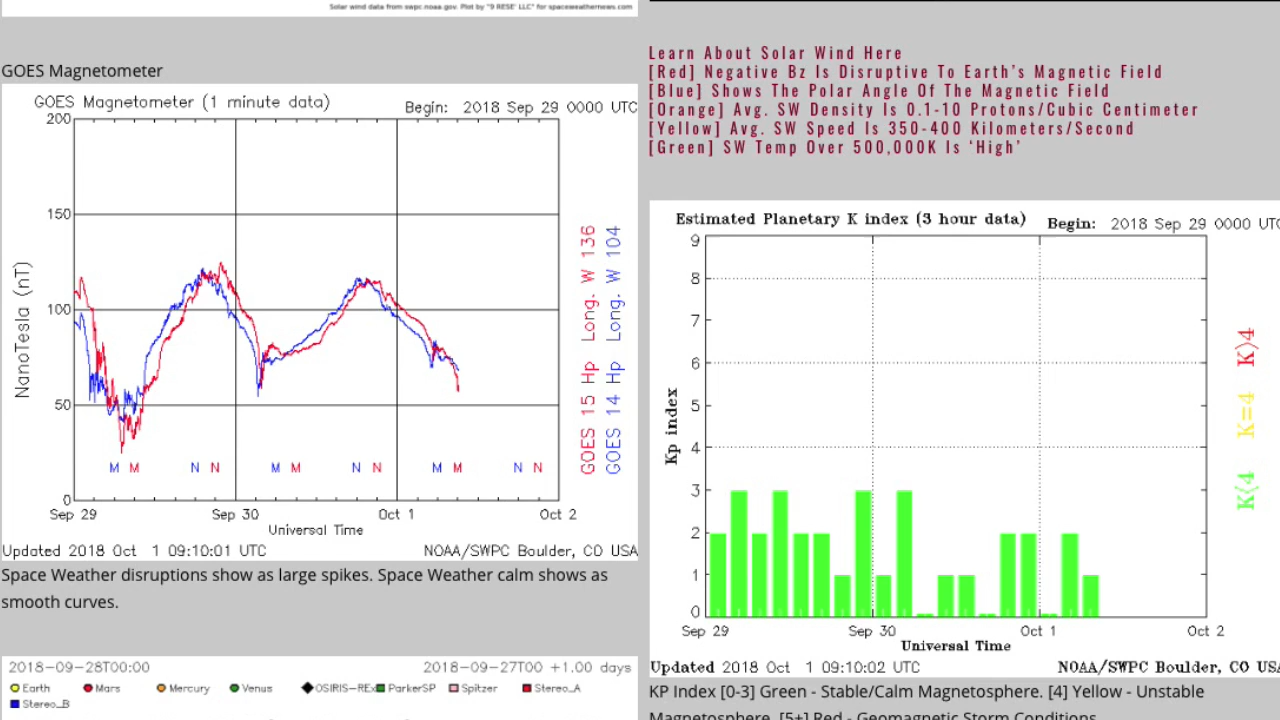 Solar wind data from swpc.noaa.gov. Plot by "9 RESE' LLC" for spaceweathernews.com
GOES Magnetometer
GOES Magnetometer (1 minute data)
Begin: 2018 Sep 29 0000 UTC
200
150
100
50
0
NanoTesla (nT)
M M N N M M N N M M N N
Sep 29 Sep 30 Oct 1 Oct 2
Universal Time
GOES 15 Hp Long. W 136
GOES 14 Hp Long. W 104
Updated 2018 Oct 1 09:10:01 UTC
NOAA/SWPC Boulder, CO USA
Space Weather disruptions show as large spikes. Space Weather calm shows as
smooth curves.
2018-09-28T00:00
2018-09-27T00 +1.00 days
Earth Mars Mercury Venus OSIRIS-REx ParkerSP Spitzer Stereo_A
Stereo_B
Learn About Solar Wind Here
[Red] Negative Bz Is Disruptive To Earth's Magnetic Field
[Blue] Shows The Polar Angle Of The Magnetic Field
[Orange] Avg. SW Density Is 0.1-10 Protons/Cubic Centimeter
[Yellow] Avg. SW Speed Is 350-400 Kilometers/Second
[Green] SW Temp Over 500,000K Is ‘High’
Estimated Planetary K index (3 hour data)
Begin: 2018 Sep 29 0000 UTC
9
8
7
6
5
4
3
2
1
0
Kp index
Sep 29 Sep 30 Oct 1 Oct 2
Universal Time
K>4
K=4
K<4
Updated 2018 Oct 1 09:10:02 UTC
NOAA/SWPC Boulder, CO USA
KP Index [0-3] Green - Stable/Calm Magnetosphere. [4] Yellow - Unstable
Magnetosphere. [5+] Red - Geomagnetic Storm Conditions.